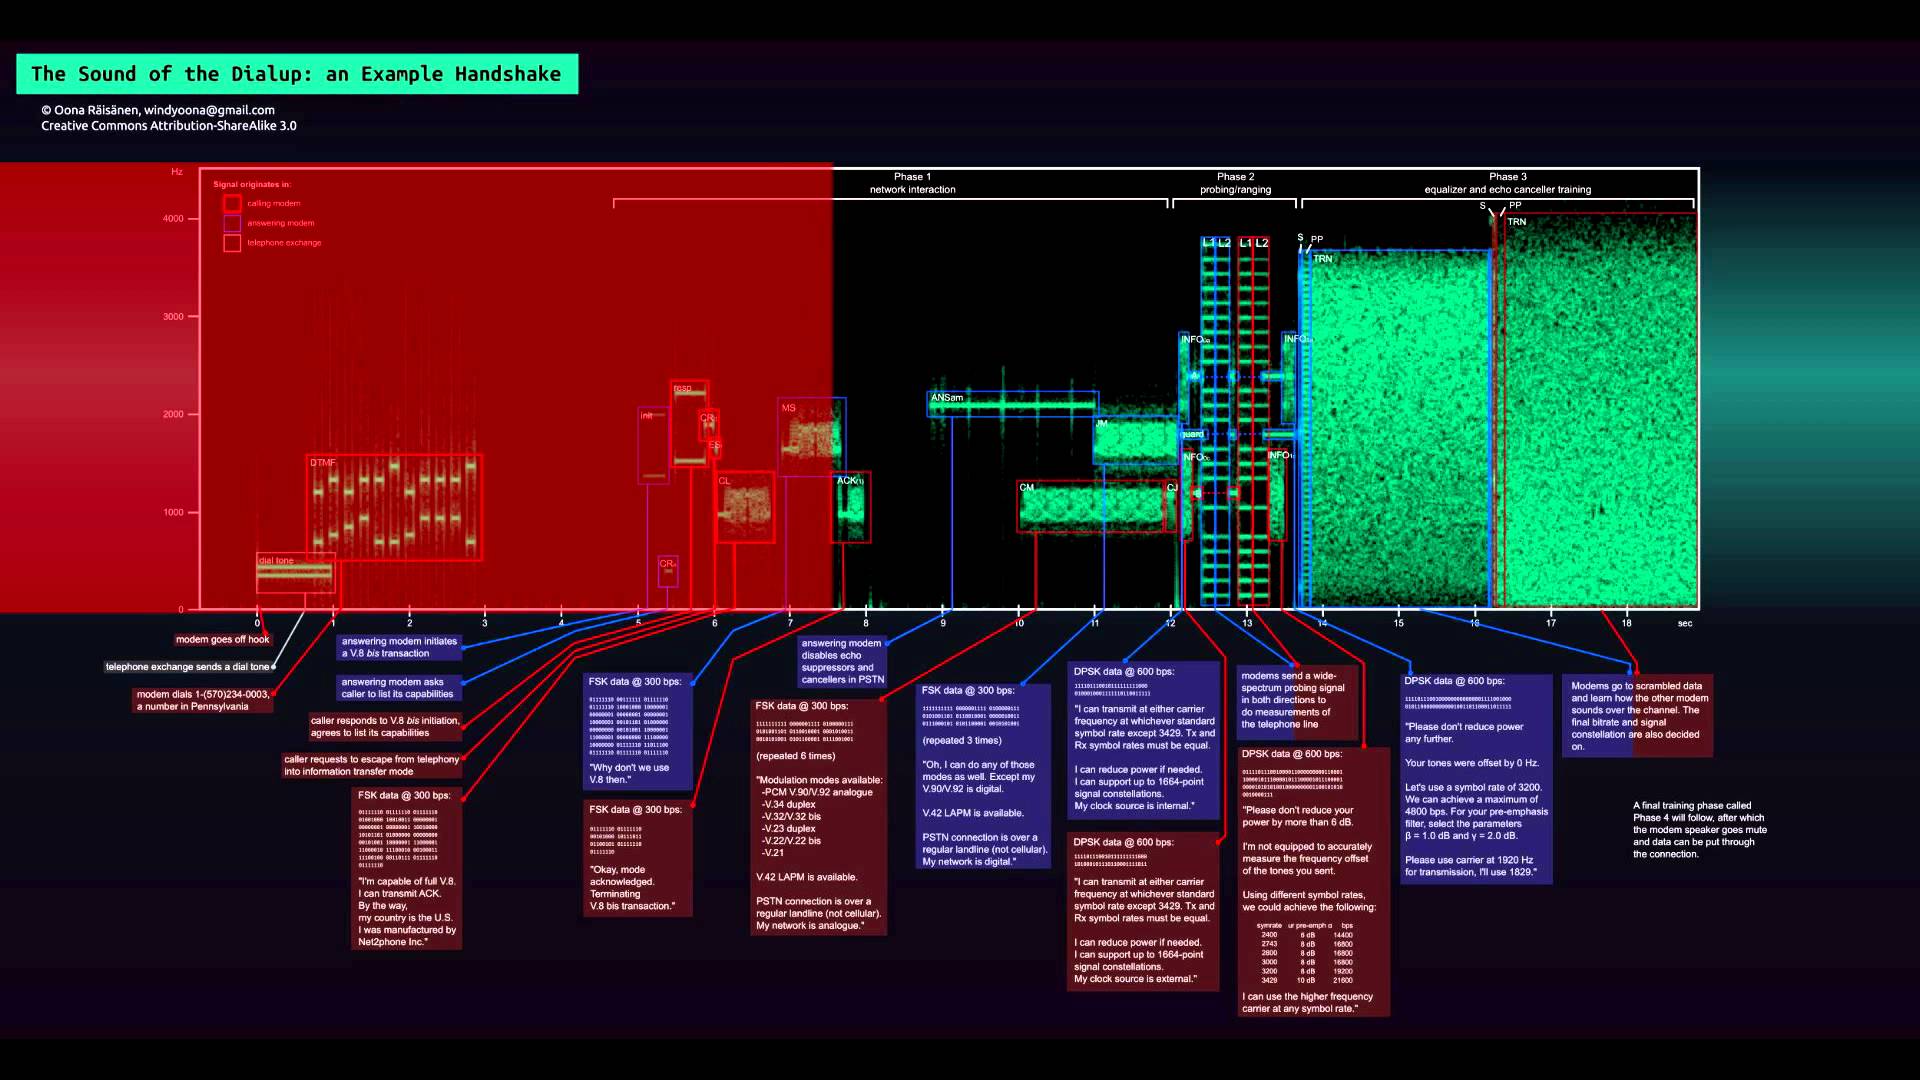 The Sound of the Dialup: an Example Handshake
© Oona Räisänen, windyoona@gmail.com
Creative Commons Attribution-ShareAlike 3.0
Hz
Signal originates in:
calling modem
answering modem
telephone exchange
Phase 1
network interaction
Phase 2
probing/ranging
Phase 3
equalizer and echo canceller training
4000
3000
2000
1000
0
dial tone
DTMF
init
CRd
resp
CRe
ESi
CL
MS
ACK(1)
ANSam
CM
JM
CJ
INFO0a
INFO0c
A
B
guard
L1 L2 L1 L2
INFO1a
INFO1c
S PP
TRN
S PP
TRN
0 1 2 3 4 5 6 7 8 9 10 11 12 13 14 15 16 17 18 sec
modem goes off hook
telephone exchange sends a dial tone
modem dials 1-(570)234-0003,
a number in Pennsylvania
answering modem initiates
a V.8 bis transaction
answering modem asks
caller to list its capabilities
caller responds to V.8 bis initiation,
agrees to list its capabilities
caller requests to escape from telephony
into information transfer mode
FSK data @ 300 bps:
"I'm capable of full V.8.
I can transmit ACK.
By the way,
my country is the U.S.
I was manufactured by
Net2phone Inc."
FSK data @ 300 bps:
"Why don't we use
V.8 then."
FSK data @ 300 bps:
"Okay, mode
acknowledged.
Terminating
V.8 bis transaction."
answering modem
disables echo
suppressors and
cancellers in PSTN
FSK data @ 300 bps:
(repeated 6 times)
"Modulation modes available:
-PCM V.90/V.92 analogue
-V.34 duplex
-V.32/V.32 bis
-V.23 duplex
-V.22/V.22 bis
-V.21
V.42 LAPM is available.
PSTN connection is over a
regular landline (not cellular).
My network is analogue."
FSK data @ 300 bps:
(repeated 3 times)
"Oh, I can do any of those
modes as well. Except my
V.90/V.92 is digital.
V.42 LAPM is available.
PSTN connection is over a
regular landline (not cellular).
My network is digital."
DPSK data @ 600 bps:
"I can transmit at either carrier
frequency at whichever standard
symbol rate except 3429. Tx and
Rx symbol rates must be equal.
I can reduce power if needed.
I can support up to 1664-point
signal constellations.
My clock source is internal."
DPSK data @ 600 bps:
"I can transmit at either carrier
frequency at whichever standard
symbol rate except 3429. Tx and
Rx symbol rates must be equal.
I can reduce power if needed.
I can support up to 1664-point
signal constellations.
My clock source is external."
modems send a wide-
spectrum probing signal
in both directions to
do measurements of
the telephone line
DPSK data @ 600 bps:
"Please don't reduce your
power by more than 6 dB.
I'm not equipped to accurately
measure the frequency offset
of the tones you sent.
Using different symbol rates,
we could achieve the following:
symrate ur pre-emph α bps
2400 6 dB 14400
2743 8 dB 16800
2800 8 dB 16800
3000 8 dB 16800
3200 8 dB 19200
3429 10 dB 21600
I can use the higher frequency
carrier at any symbol rate."
DPSK data @ 600 bps:
"Please don't reduce power
any further.
Your tones were offset by 0 Hz.
Let's use a symbol rate of 3200.
We can achieve a maximum of
4800 bps. For your pre-emphasis
filter, select the parameters
β = 1.0 dB and γ = 2.0 dB.
Please use carrier at 1920 Hz
for transmission, I'll use 1829."
Modems go to scrambled data
and learn how the other modem
sounds over the channel. The
final bitrate and signal
constellation are also decided
on.
A final training phase called
Phase 4 will follow, after which
the modem speaker goes mute
and data can be put through
the connection.